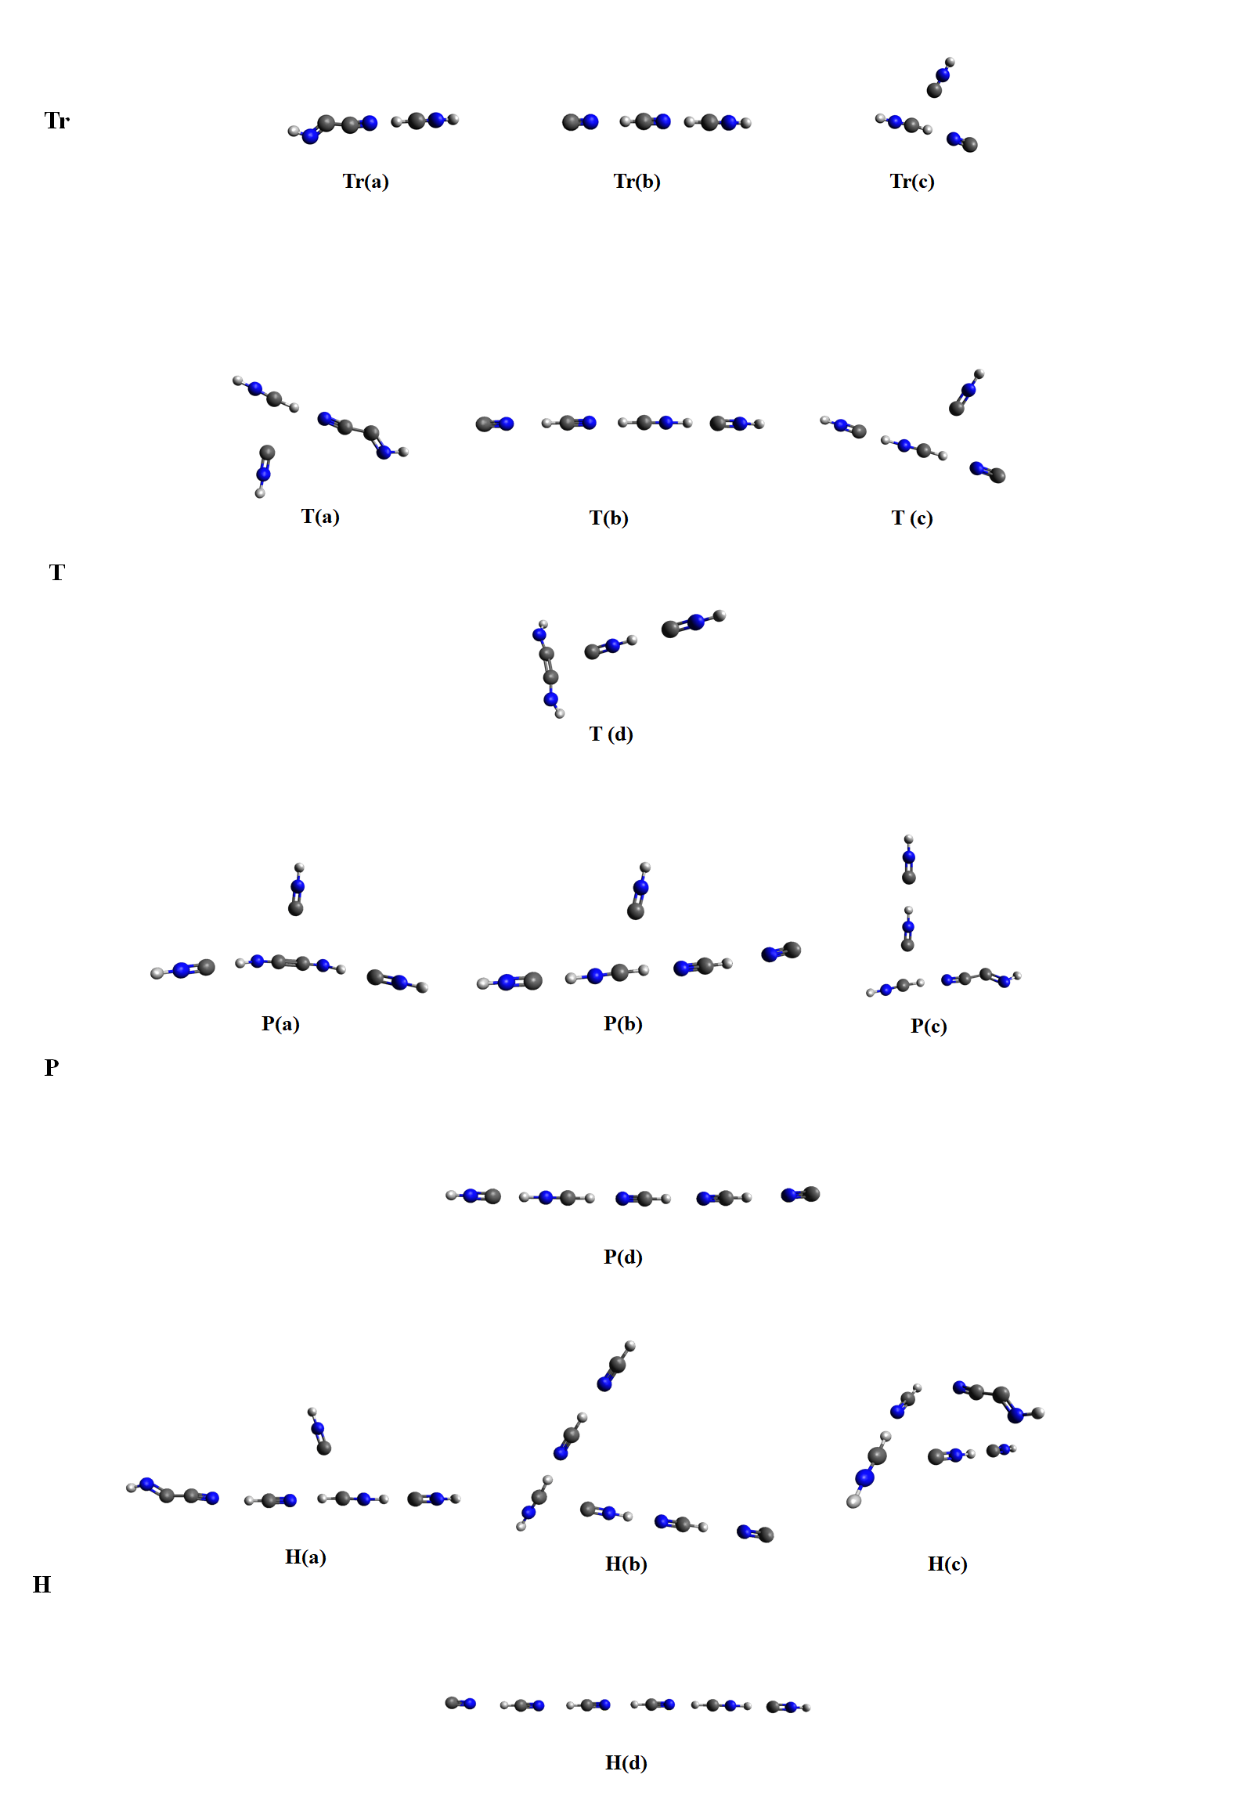 Tr
Tr(a) Tr(b) Tr(c)
T(a) T(b) T (c)
T
T (d)
P(a) P(b) P(c)
P
P(d)
H(a) H(b) H(c)
H
H(d)